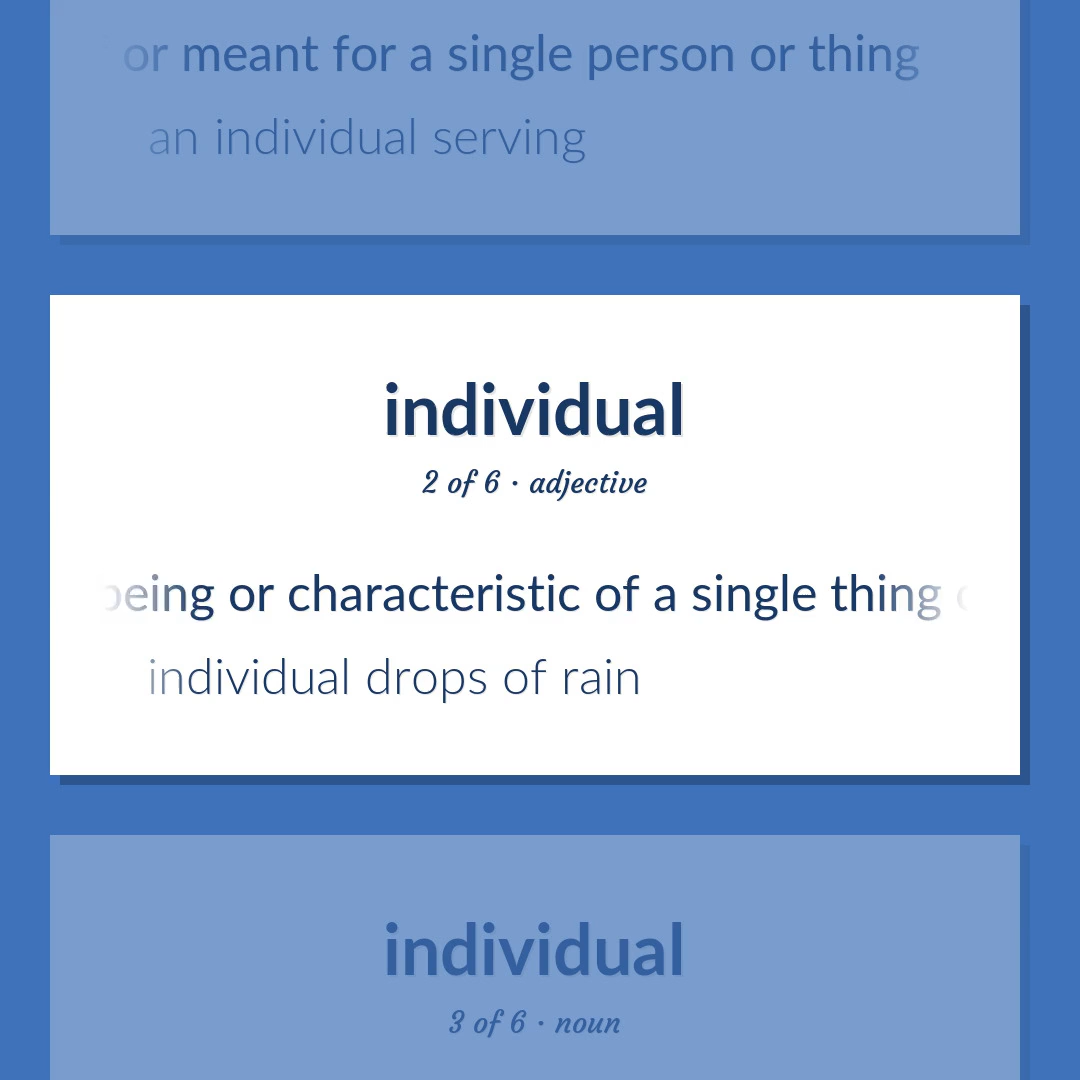 or meant for a single person or thing
an individual serving
individual
2 of 6 · adjective
being or characteristic of a single thing
individual drops of rain
individual
3 of 6 · noun